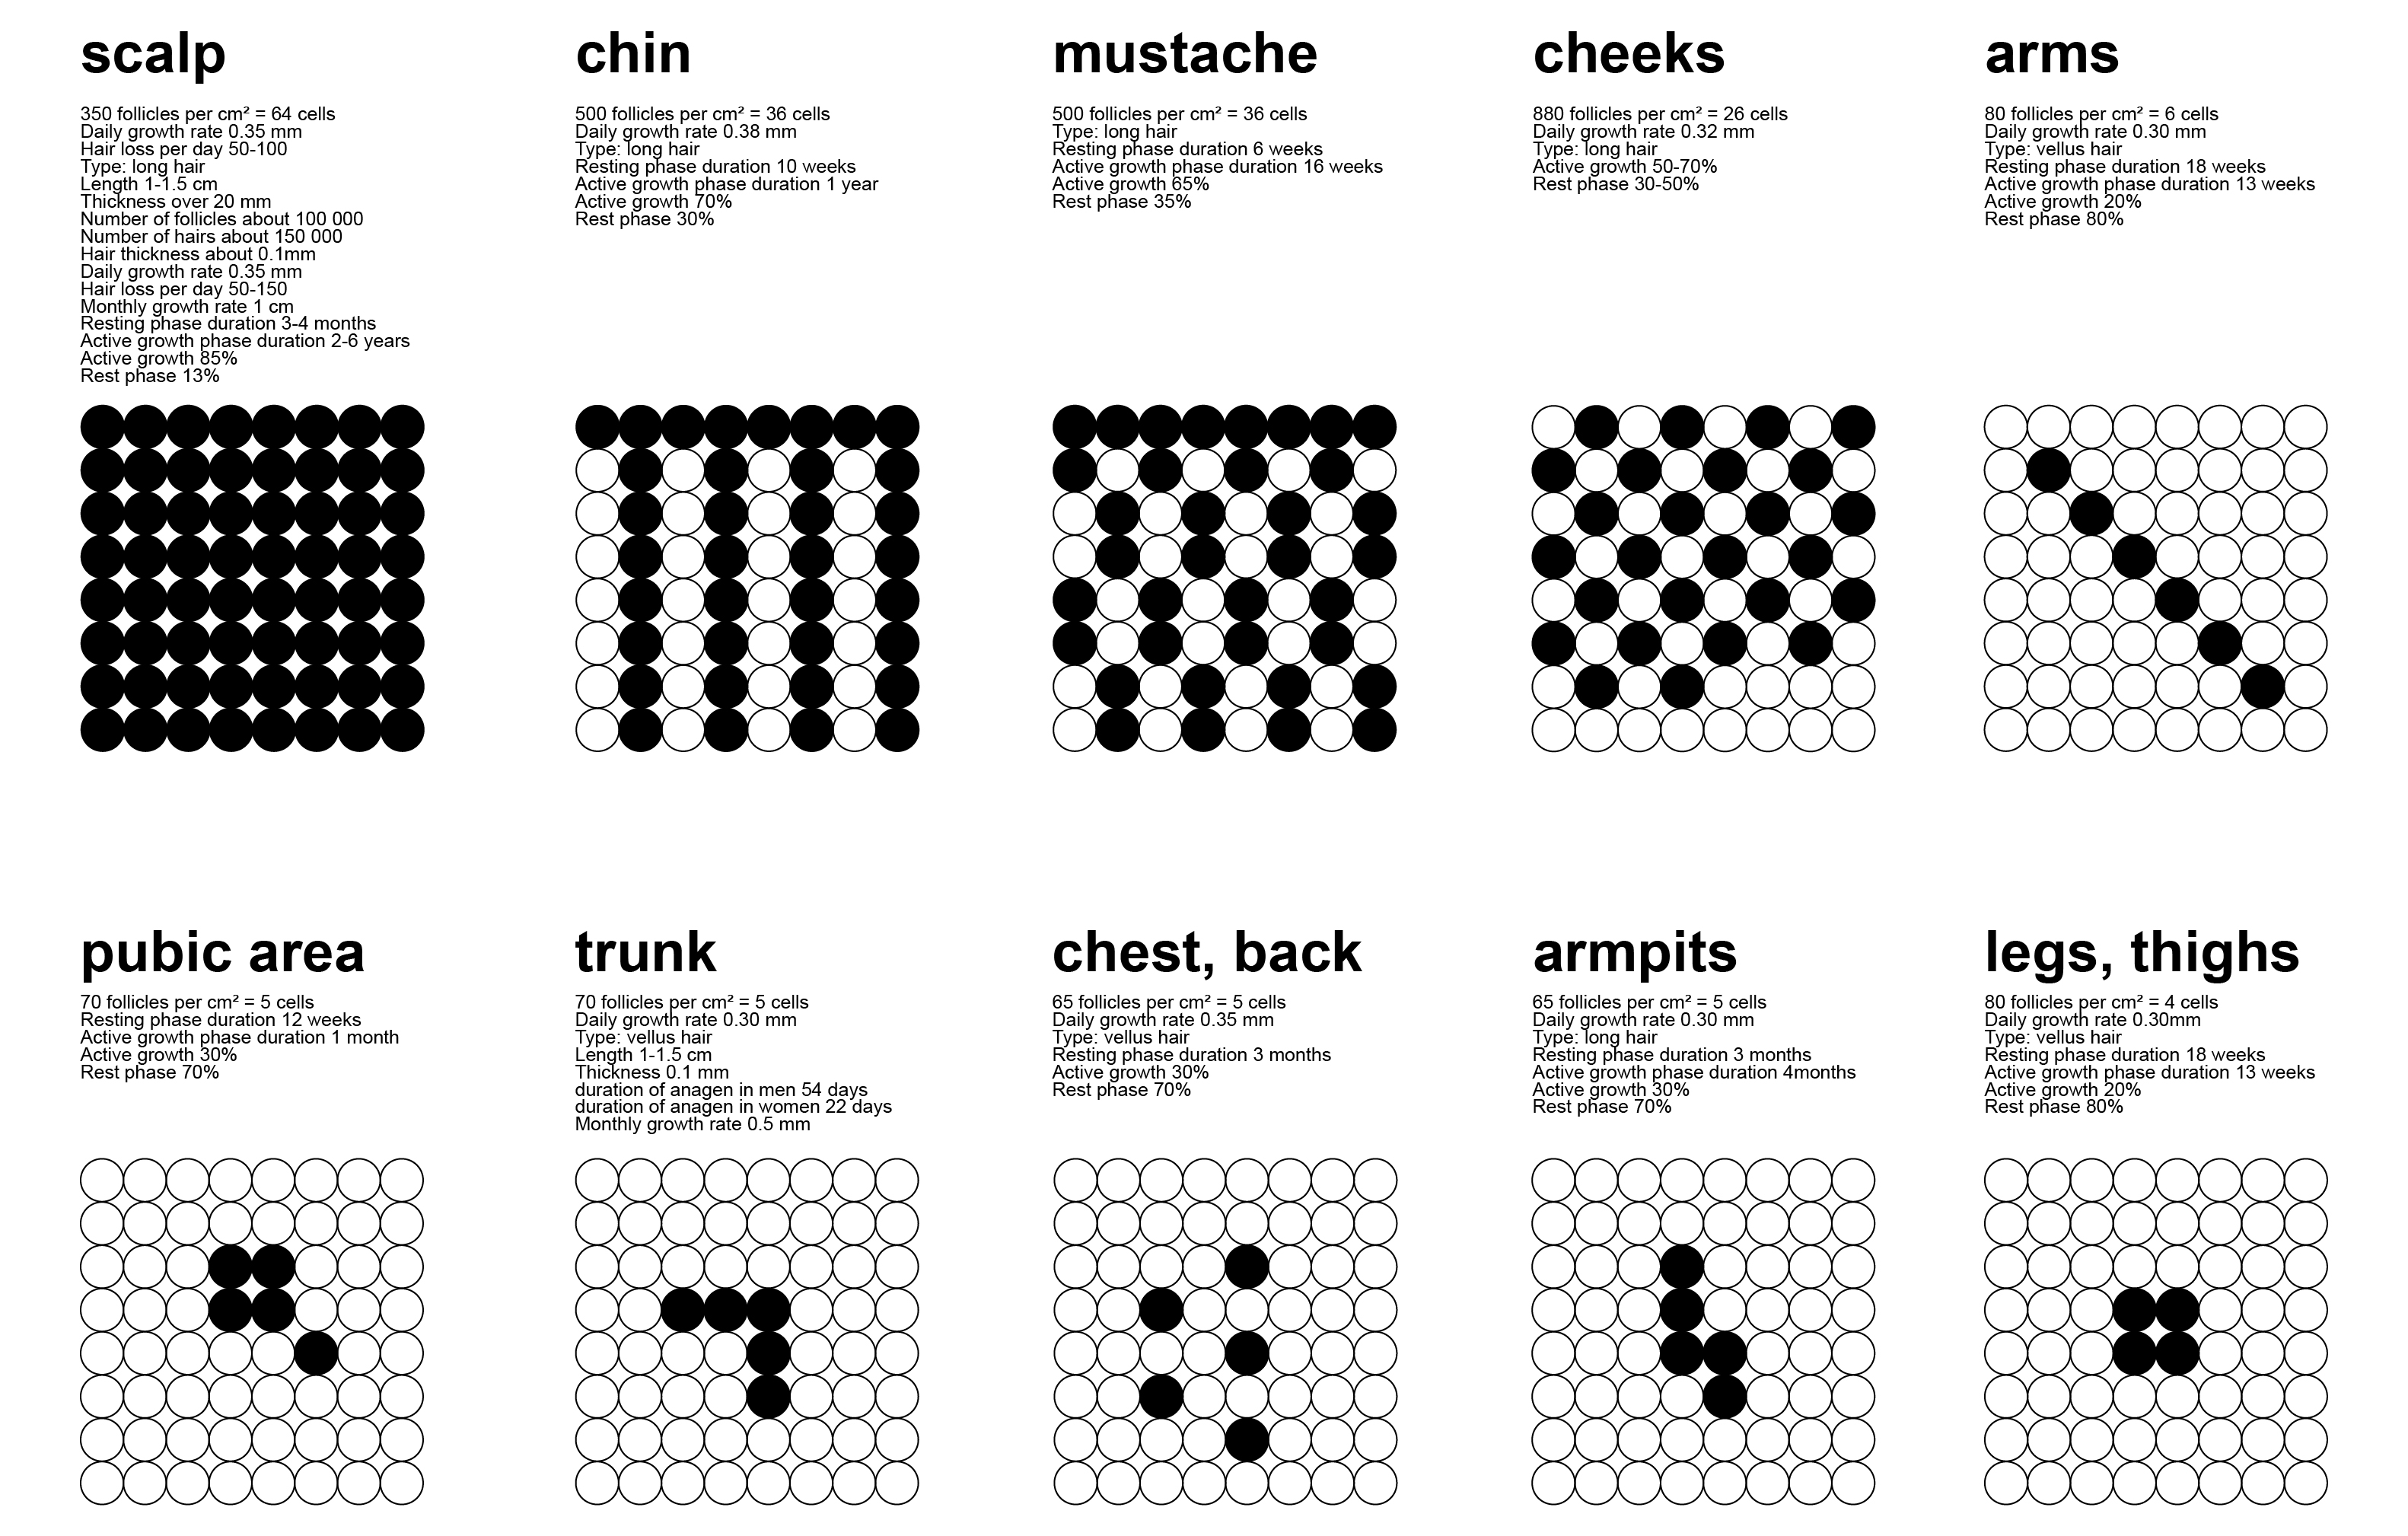 scalp
350 follicles per cm² = 64 cells
Daily growth rate 0.35 mm
Hair loss per day 50-100
Type: long hair
Length 1-1.5 cm
Thickness over 20 mm
Number of follicles about 100 000
Number of hairs about 150 000
Hair thickness about 0.1mm
Daily growth rate 0.35 mm
Hair loss per day 50-150
Monthly growth rate 1 cm
Resting phase duration 3-4 months
Active growth phase duration 2-6 years
Active growth 85%
Rest phase 13%
chin
500 follicles per cm² = 36 cells
Daily growth rate 0.38 mm
Type: long hair
Resting phase duration 10 weeks
Active growth phase duration 1 year
Active growth 70%
Rest phase 30%
mustache
500 follicles per cm² = 36 cells
Type: long hair
Resting phase duration 6 weeks
Active growth phase duration 16 weeks
Active growth 65%
Rest phase 35%
cheeks
880 follicles per cm² = 26 cells
Daily growth rate 0.32 mm
Type: long hair
Active growth 50-70%
Rest phase 30-50%
arms
80 follicles per cm² = 6 cells
Daily growth rate 0.30 mm
Type: vellus hair
Resting phase duration 18 weeks
Active growth phase duration 13 weeks
Active growth 20%
Rest phase 80%
pubic area
70 follicles per cm² = 5 cells
Resting phase duration 12 weeks
Active growth phase duration 1 month
Active growth 30%
Rest phase 70%
trunk
70 follicles per cm² = 5 cells
Daily growth rate 0.30 mm
Type: vellus hair
Length 1-1.5 cm
Thickness 0.1 mm
duration of anagen in men 54 days
duration of anagen in women 22 days
Monthly growth rate 0.5 mm
chest, back
65 follicles per cm² = 5 cells
Daily growth rate 0.35 mm
Type: vellus hair
Resting phase duration 3 months
Active growth 30%
Rest phase 70%
armpits
65 follicles per cm² = 5 cells
Daily growth rate 0.30 mm
Type: long hair
Resting phase duration 3 months
Active growth phase duration 4months
Active growth 30%
Rest phase 70%
legs, thighs
80 follicles per cm² = 4 cells
Daily growth rate 0.30mm
Type: vellus hair
Resting phase duration 18 weeks
Active growth phase duration 13 weeks
Active growth 20%
Rest phase 80%